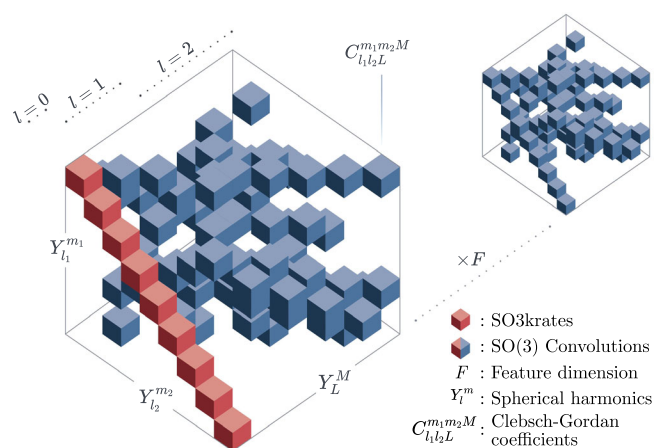 l = 0
l = 1
l = 2
C_{l_1 l_2 L}^{m_1 m_2 M}
Y_{l_1}^{m_1}
Y_{l_2}^{m_2}
Y_L^M
×F
: SO3krates
: SO(3) Convolutions
F : Feature dimension
Y_l^m : Spherical harmonics
C_{l_1 l_2 L}^{m_1 m_2 M} : Clebsch-Gordan
coefficients